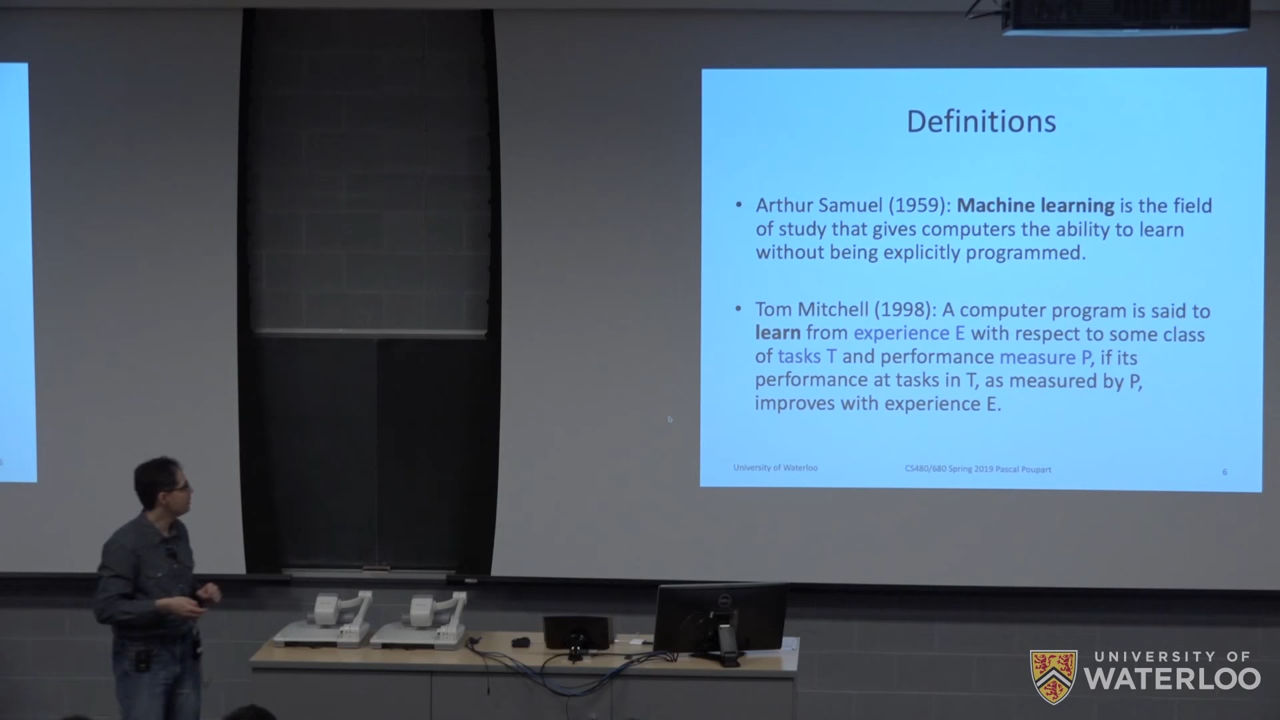 Definitions
• Arthur Samuel (1959): Machine learning is the field
of study that gives computers the ability to learn
without being explicitly programmed.
• Tom Mitchell (1998): A computer program is said to
learn from experience E with respect to some class
of tasks T and performance measure P, if its
performance at tasks in T, as measured by P,
improves with experience E.
University of Waterloo
CS480/680 Spring 2019 Pascal Poupart
6
UNIVERSITY OF
WATERLOO